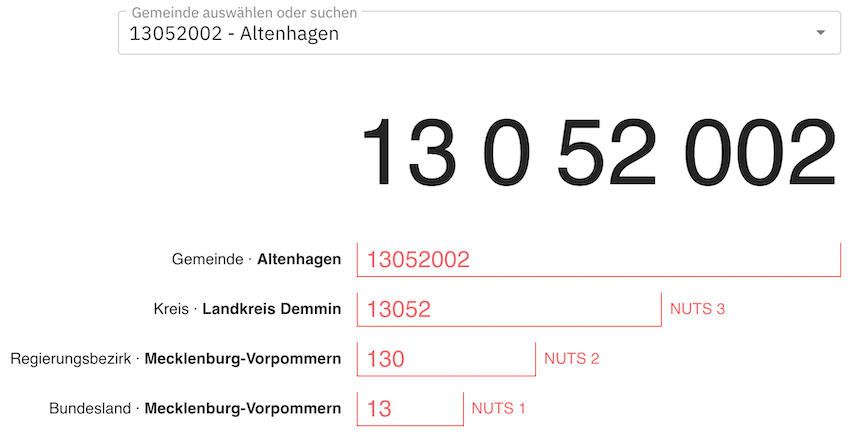 Gemeinde auswählen oder suchen
13052002 - Altenhagen
13 0 52 002
Gemeinde · Altenhagen 13052002
Kreis · Landkreis Demmin 13052 NUTS 3
Regierungsbezirk · Mecklenburg-Vorpommern 130 NUTS 2
Bundesland · Mecklenburg-Vorpommern 13 NUTS 1